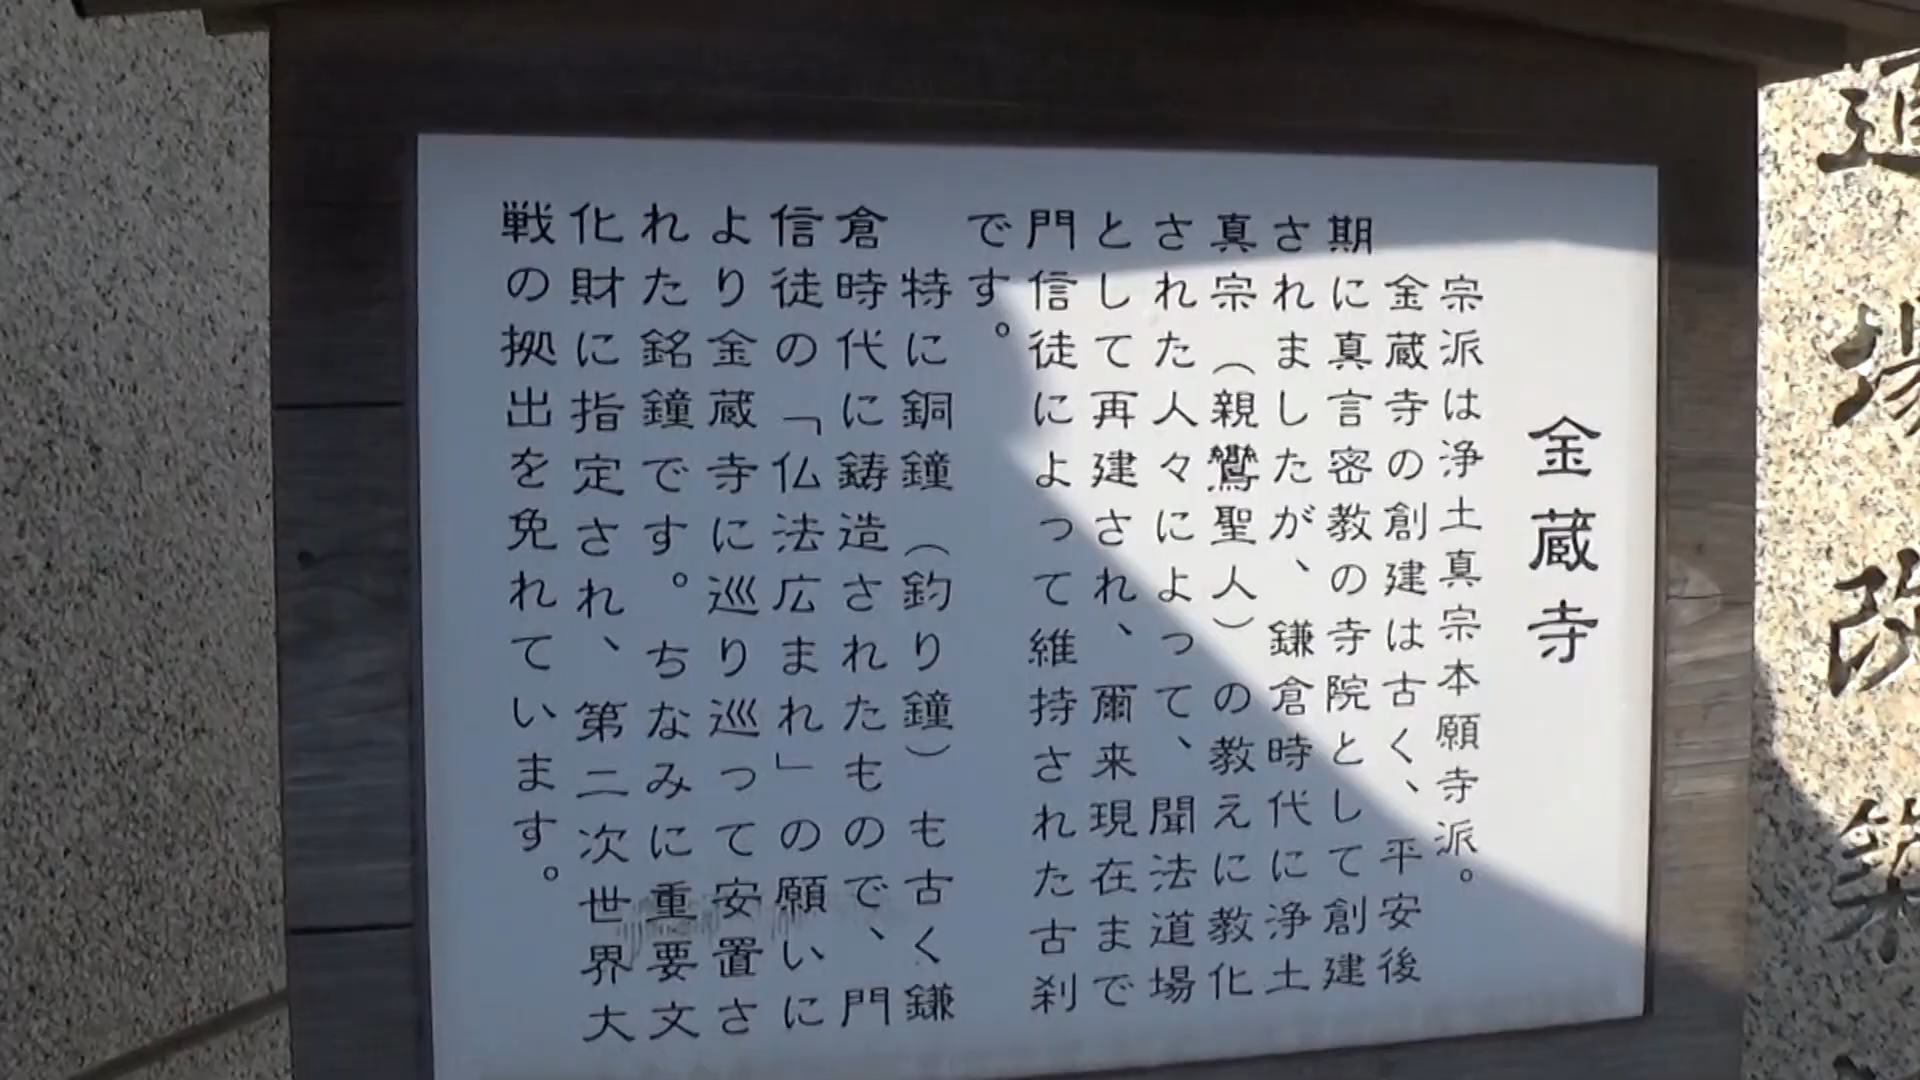 金蔵寺
宗派は浄土真宗本願寺派。
金蔵寺の創建は古く、平安後
期に真言密教の寺院として創建
されましたが、鎌倉時代に浄土
真宗（親鸞聖人）の教えに教化
された人々によって、聞法道場
として再建され、爾来現在まで
門信徒によって維持された古刹
です。
特に銅鐘（釣り鐘）も古く鎌
倉時代に鋳造されたもので、門
信徒の「仏法広まれ」の願いに
より金蔵寺に巡り巡って安置さ
れた銘鐘です。ちなみに重要文
化財に指定され、第二次世界大
戦の拠出を免れています。
場改築